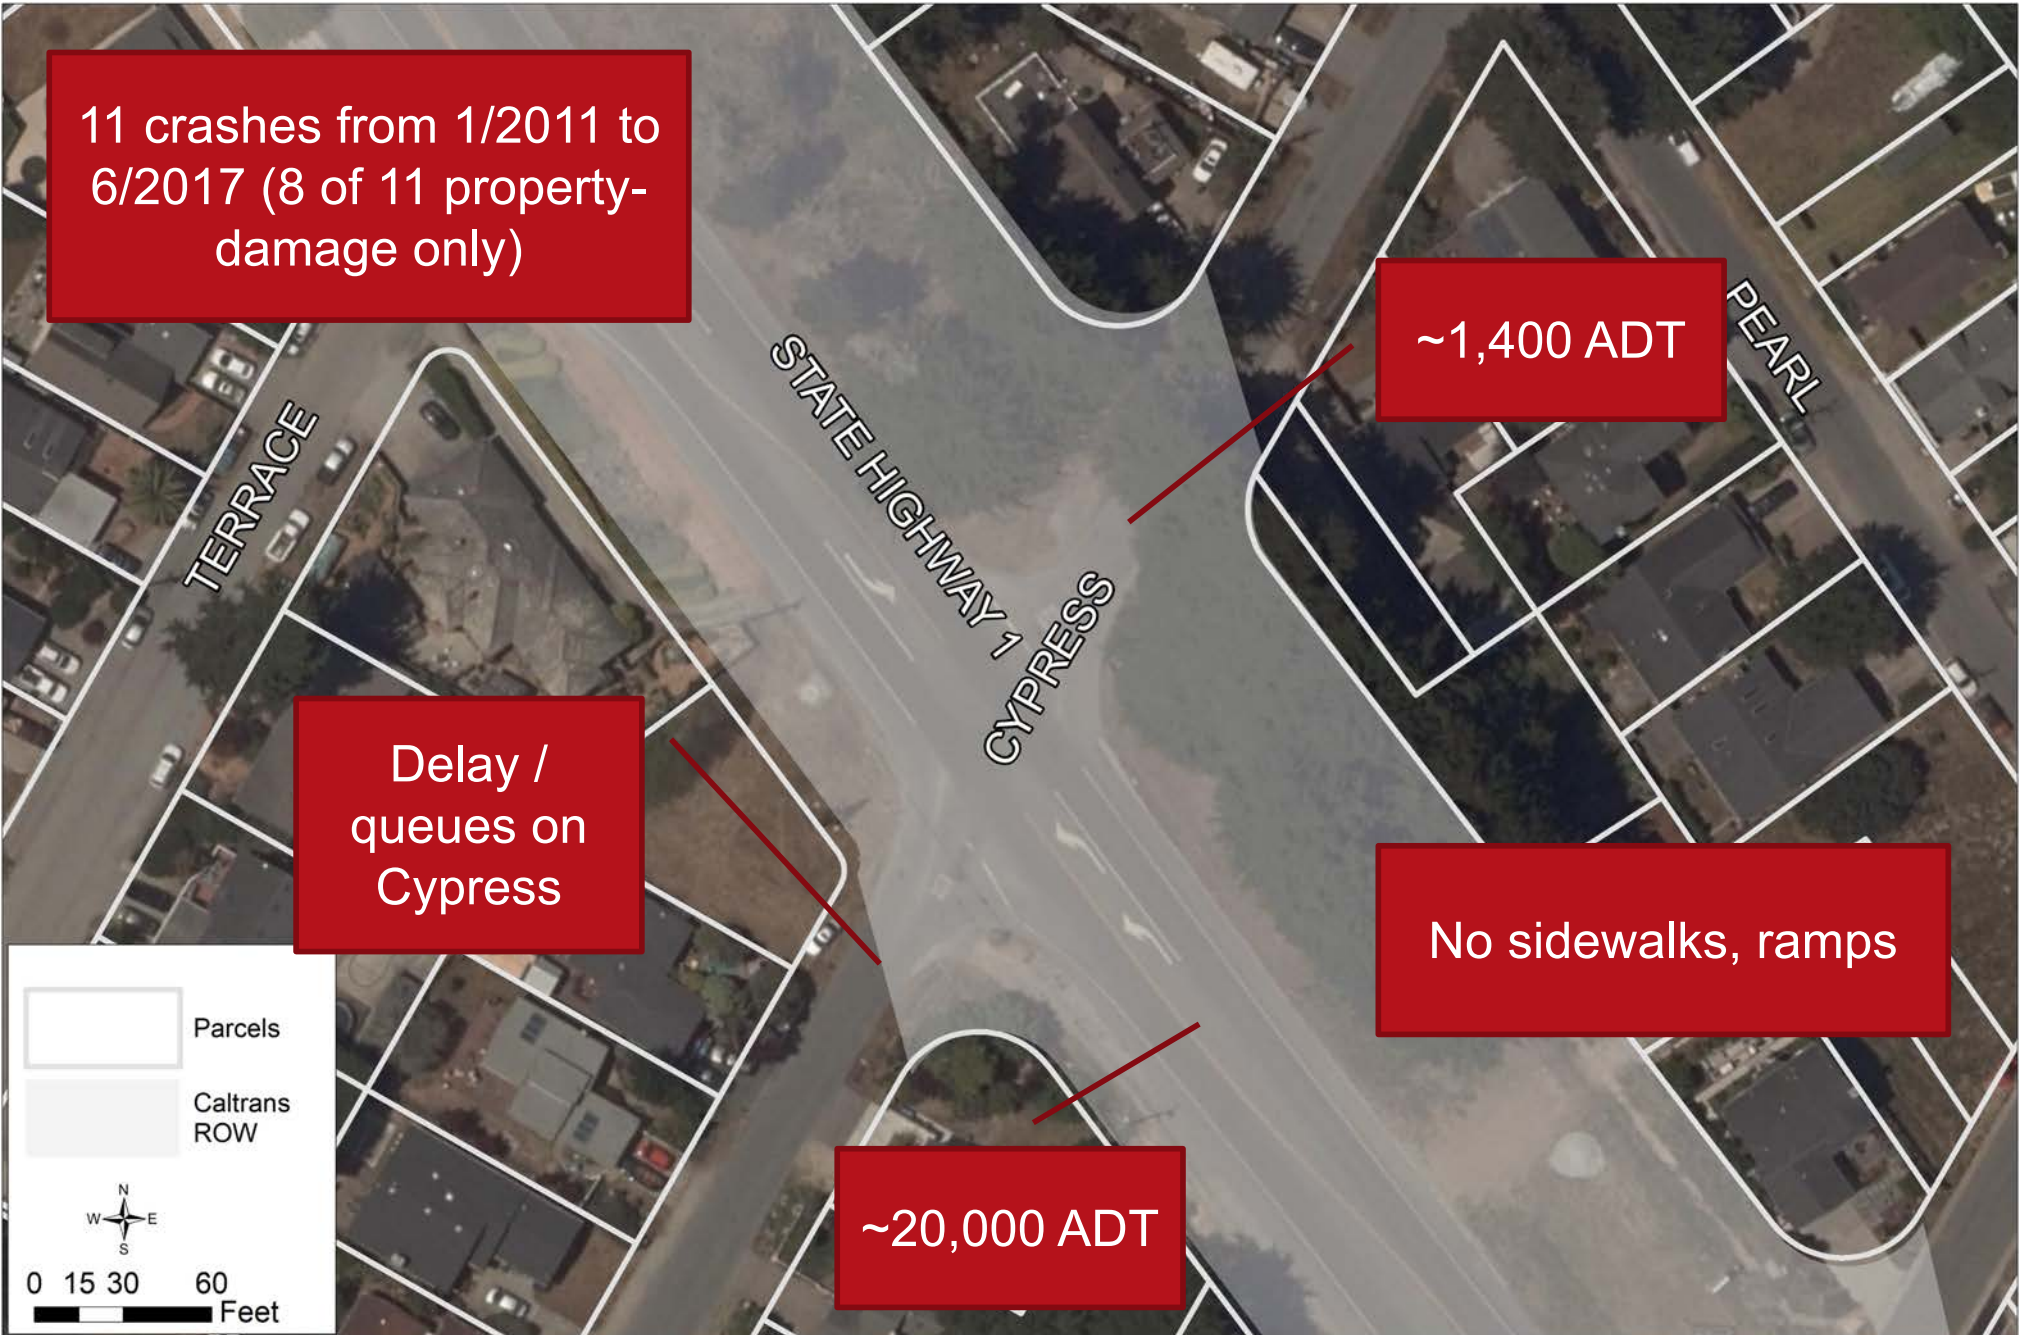 11 crashes from 1/2011 to
6/2017 (8 of 11 property-
damage only)
~1,400 ADT
PEARL
STATE HIGHWAY 1
TERRACE
CYPRESS
Delay /
queues on
Cypress
No sidewalks, ramps
~20,000 ADT
Parcels
Caltrans
ROW
N
W E
S
0 15 30 60
Feet